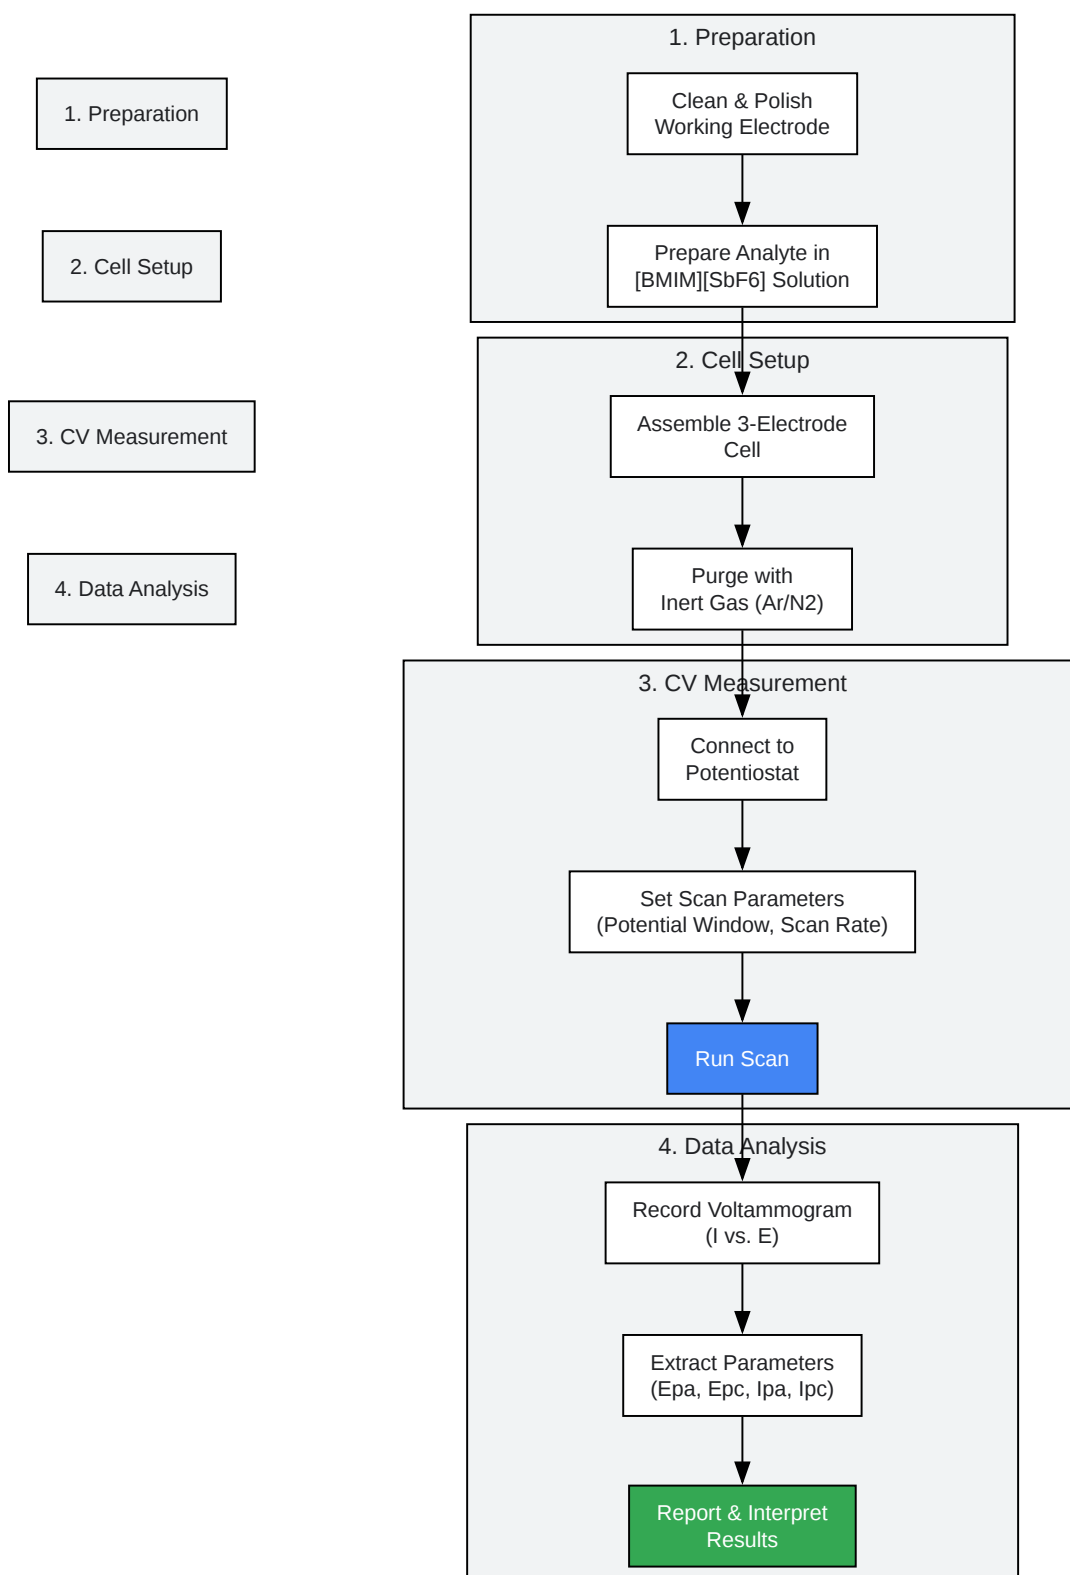 1. Preparation
2. Cell Setup
3. CV Measurement
4. Data Analysis
1. Preparation
Clean & Polish
Working Electrode
Prepare Analyte in
[BMIM][SbF6] Solution
2. Cell Setup
Assemble 3-Electrode
Cell
Purge with
Inert Gas (Ar/N2)
3. CV Measurement
Connect to
Potentiostat
Set Scan Parameters
(Potential Window, Scan Rate)
Run Scan
4. Data Analysis
Record Voltammogram
(I vs. E)
Extract Parameters
(Epa, Epc, Ipa, Ipc)
Report & Interpret
Results